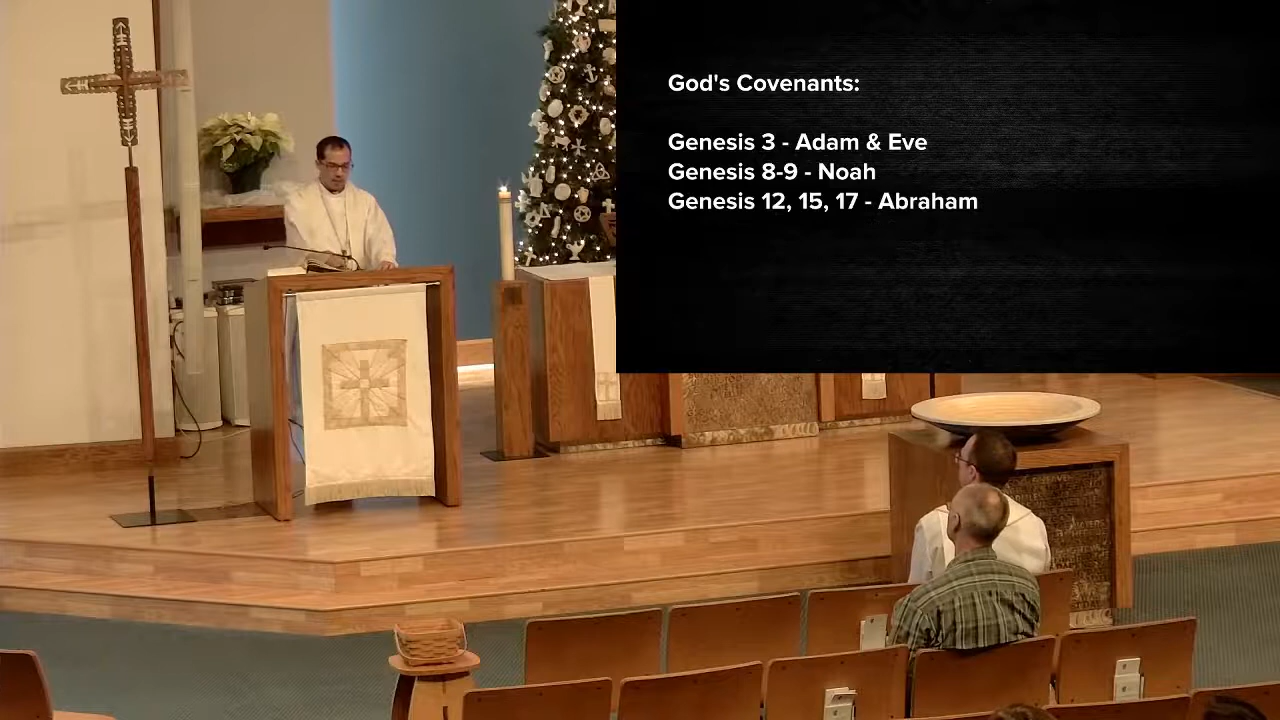 God's Covenants:
Genesis 3 - Adam & Eve
Genesis 8-9 - Noah
Genesis 12, 15, 17 - Abraham